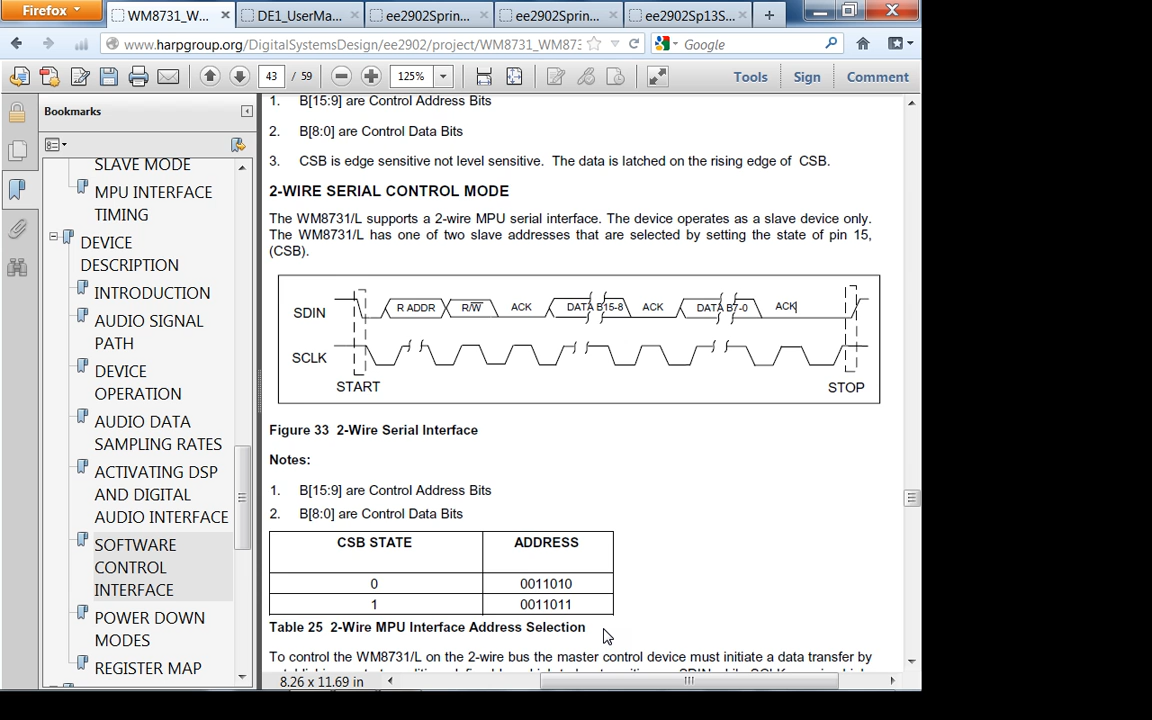 Firefox
WM8731_W...
DE1_UserMa...
ee2902Sprin...
ee2902Sprin...
ee2902Sp13S...
www.harpgroup.org/DigitalSystemsDesign/ee2902/project/WM8731_WM873
Google
43 / 59
125%
Tools
Sign
Comment
Bookmarks
SLAVE MODE
MPU INTERFACE
TIMING
DEVICE
DESCRIPTION
INTRODUCTION
AUDIO SIGNAL
PATH
DEVICE
OPERATION
AUDIO DATA
SAMPLING RATES
ACTIVATING DSP
AND DIGITAL
AUDIO INTERFACE
SOFTWARE
CONTROL
INTERFACE
POWER DOWN
MODES
REGISTER MAP
1. B[15:9] are Control Address Bits
2. B[8:0] are Control Data Bits
3. CSB is edge sensitive not level sensitive. The data is latched on the rising edge of CSB.
2-WIRE SERIAL CONTROL MODE
The WM8731/L supports a 2-wire MPU serial interface. The device operates as a slave device only.
The WM8731/L has one of two slave addresses that are selected by setting the state of pin 15,
(CSB).
SDIN R ADDR R/W ACK DATA B15-8 ACK DATA B7-0 ACK
SCLK
START STOP
Figure 33 2-Wire Serial Interface
Notes:
1. B[15:9] are Control Address Bits
2. B[8:0] are Control Data Bits
CSB STATE ADDRESS
0 0011010
1 0011011
Table 25 2-Wire MPU Interface Address Selection
To control the WM8731/L on the 2-wire bus the master control device must initiate a data transfer by
8.26 x 11.69 in